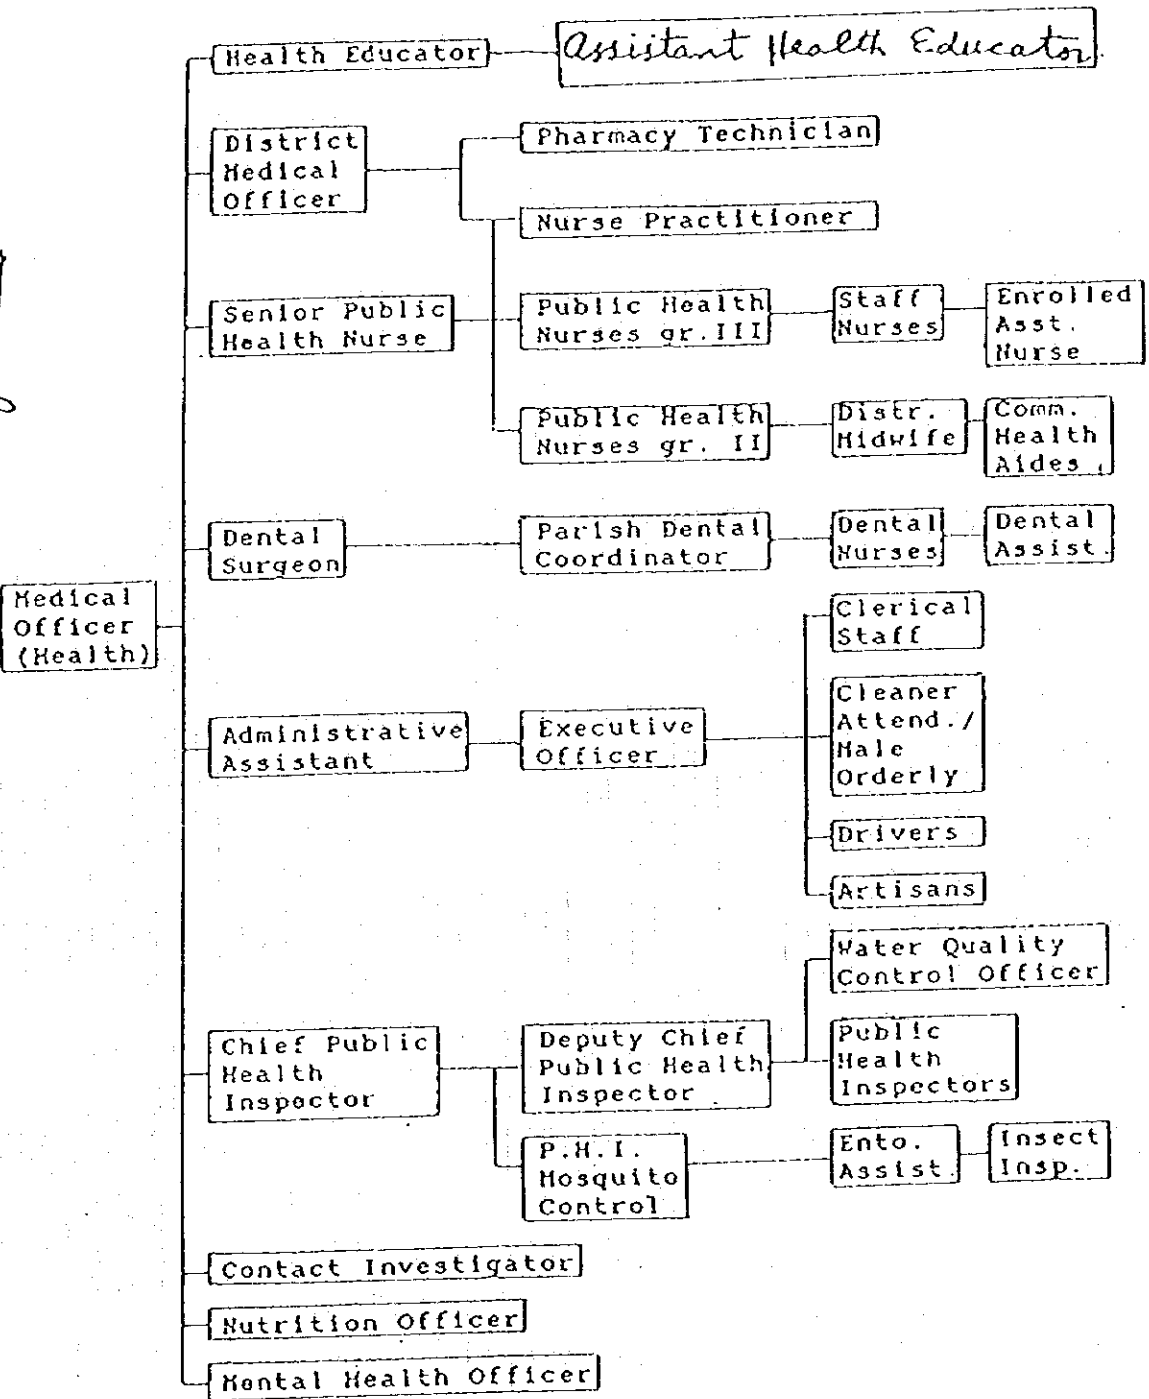 Health Educator
Assistant Health Educator.
District
Medical
Officer
Pharmacy Technician
Nurse Practitioner
Senior Public
Health Nurse
Public Health
Nurses gr.III
Staff
Nurses
Enrolled
Asst.
Nurse
Public Health
Nurses gr. II
Distr.
Midwife
Comm.
Health
Aides
Dental
Surgeon
Parish Dental
Coordinator
Dental
Nurses
Dental
Assist.
Medical
Officer
(Health)
Clerical
Staff
Administrative
Assistant
Executive
Officer
Cleaner
Attend./
Male
Orderly
Drivers
Artisans
Water Quality
Control Officer
Chief Public
Health
Inspector
Deputy Chief
Public Health
Inspector
Public
Health
Inspectors
P.H.I.
Mosquito
Control
Ento.
Assist.
Insect
Insp.
Contact Investigator
Nutrition Officer
Mental Health Officer